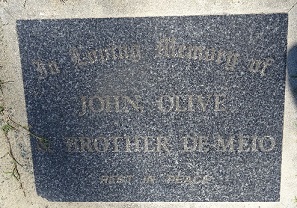 In Loving Memory of
JOHN OLIVE
& BROTHER DE-MEIO
REST IN PEACE